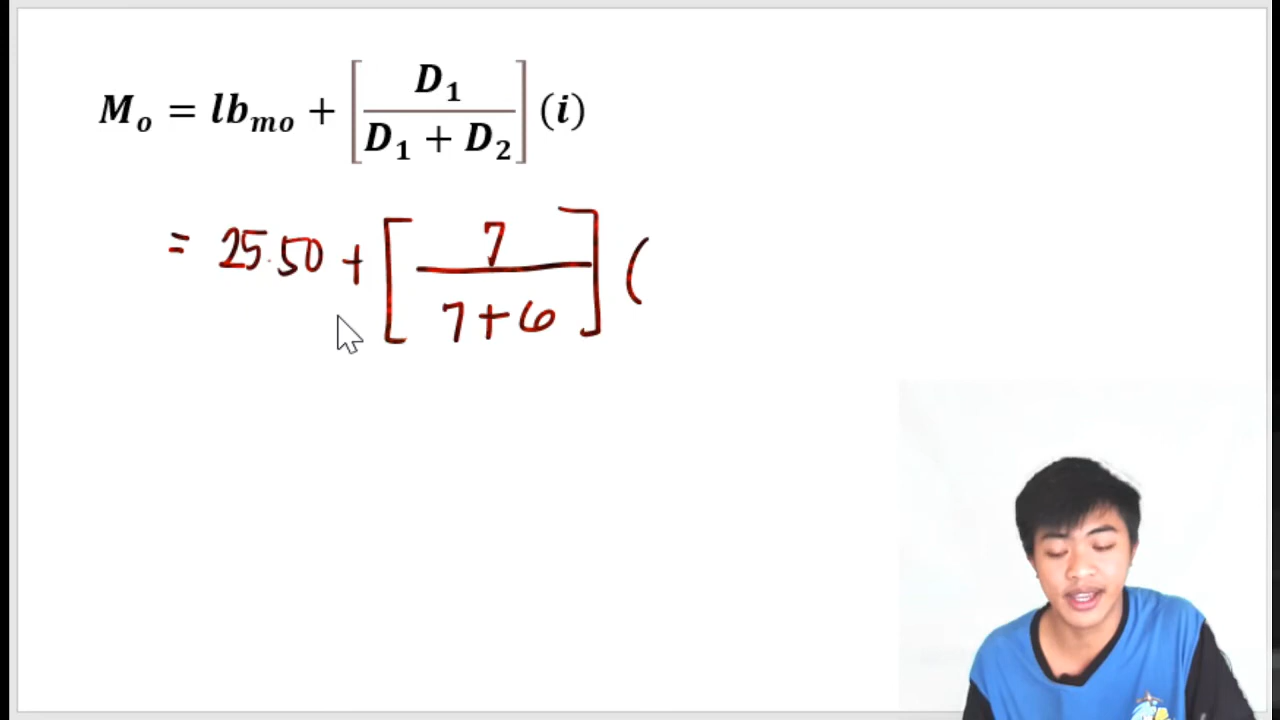 M_o = lb_mo + [D_1 / (D_1 + D_2)] (i)
= 25.50 + [7 / (7+6)] (